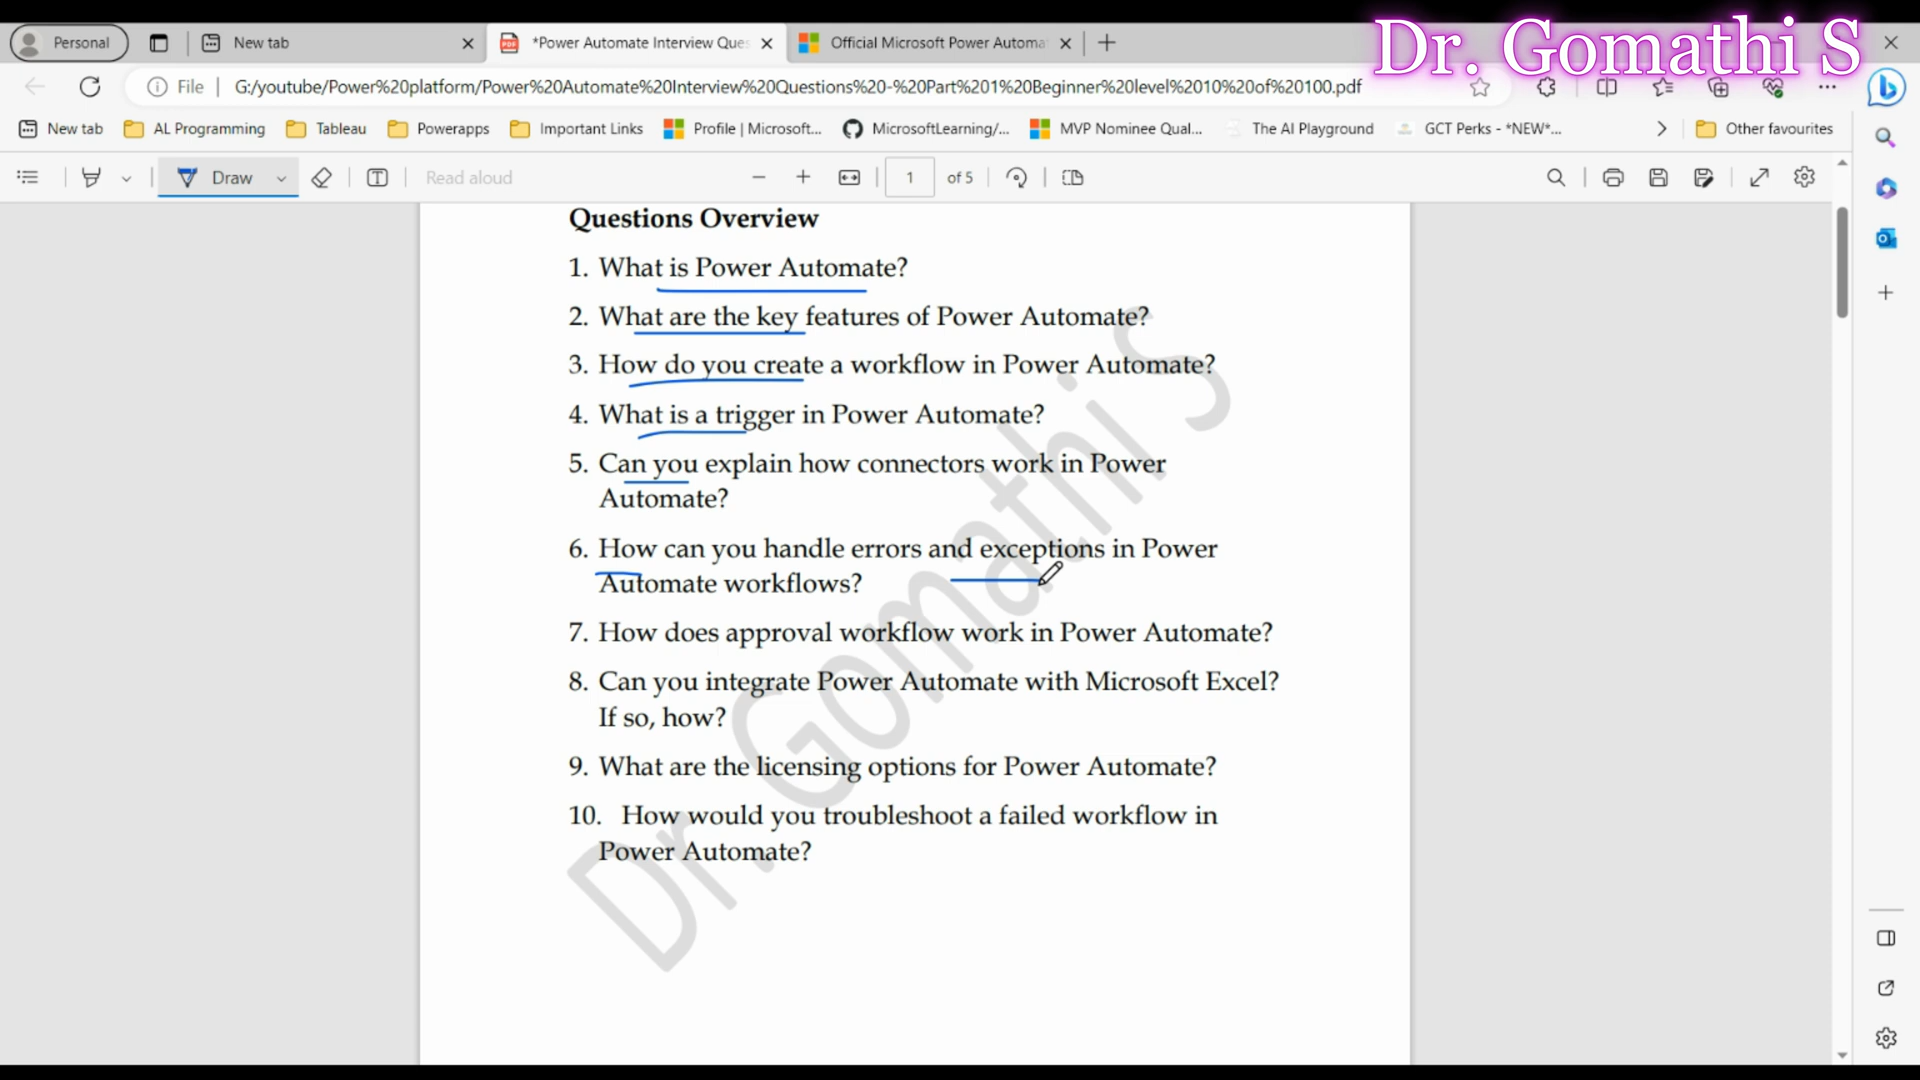 Dr. Gomathi S
Personal
New tab
*Power Automate Interview Ques
Official Microsoft Power Automa
File
G:/youtube/Power%20platform/Power%20Automate%20Interview%20Questions%20-%20Part%201%20Beginner%20level%2010%20of%20100.pdf
New tab
AL Programming
Tableau
Powerapps
Important Links
Profile | Microsoft...
MicrosoftLearning/...
MVP Nominee Qual...
The AI Playground
GCT Perks - *NEW*...
Other favourites
Draw
Read aloud
1 of 5
Questions Overview
1. What is Power Automate?
2. What are the key features of Power Automate?
3. How do you create a workflow in Power Automate?
4. What is a trigger in Power Automate?
5. Can you explain how connectors work in Power
Automate?
6. How can you handle errors and exceptions in Power
Automate workflows?
7. How does approval workflow work in Power Automate?
8. Can you integrate Power Automate with Microsoft Excel?
If so, how?
9. What are the licensing options for Power Automate?
10. How would you troubleshoot a failed workflow in
Power Automate?
Dr. Gomathi S